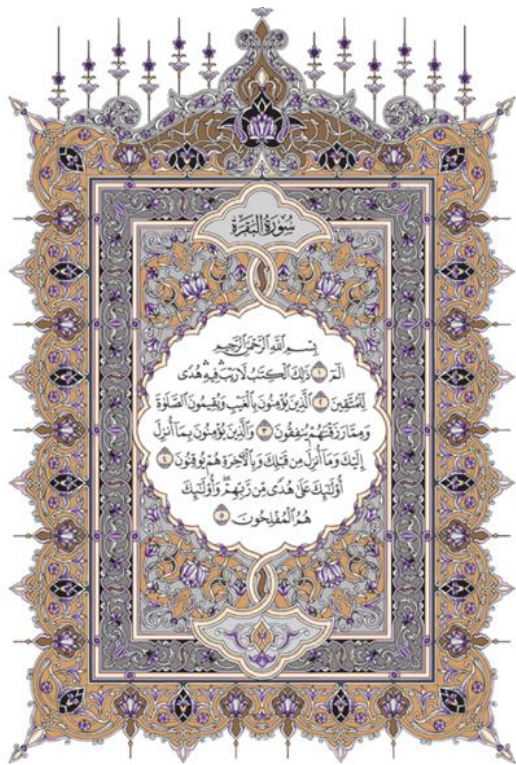 سُورَةُ البَقَرَةِ
بِسۡمِ ٱللَّهِ ٱلرَّحۡمَٰنِ ٱلرَّحِيمِ
الٓمٓ ١ ذَٰلِكَ ٱلۡكِتَٰبُ لَا رَيۡبَۛ فِيهِۛ هُدٗى
لِّلۡمُتَّقِينَ ٢ ٱلَّذِينَ يُؤۡمِنُونَ بِٱلۡغَيۡبِ وَيُقِيمُونَ ٱلصَّلَوٰةَ
وَمِمَّا رَزَقۡنَٰهُمۡ يُنفِقُونَ ٣ وَٱلَّذِينَ يُؤۡمِنُونَ بِمَآ أُنزِلَ
إِلَيۡكَ وَمَآ أُنزِلَ مِن قَبۡلِكَ وَبِٱلۡأٓخِرَةِ هُمۡ يُوقِنُونَ ٤
أُوْلَٰٓئِكَ عَلَىٰ هُدٗى مِّن رَّبِّهِمۡۖ وَأُوْلَٰٓئِكَ
هُمُ ٱلۡمُفۡلِحُونَ ٥